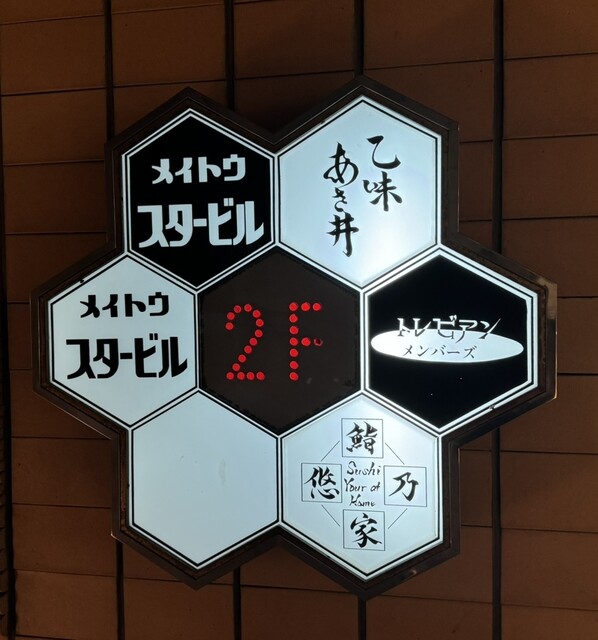 メイトウ
スタービル
乙味
あさ井
メイトウ
スタービル
2F
トレビアン
メンバーズ
鮨
悠
Sushi
Your at
Home
乃
家